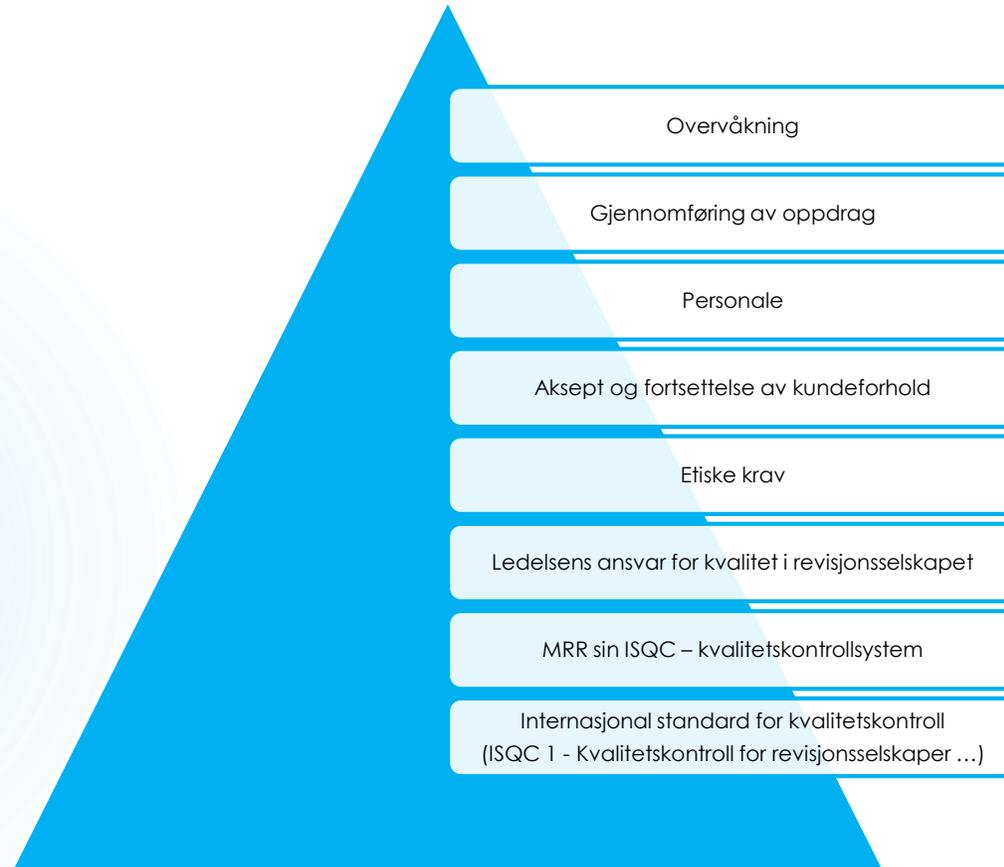 Overvåkning
Gjennomføring av oppdrag
Personale
Aksept og fortsettelse av kundeforhold
Etiske krav
Ledelsens ansvar for kvalitet i revisjonsselskapet
MRR sin ISQC – kvalitetskontrollsystem
Internasjonal standard for kvalitetskontroll
(ISQC 1 - Kvalitetskontroll for revisjonsselskaper …)